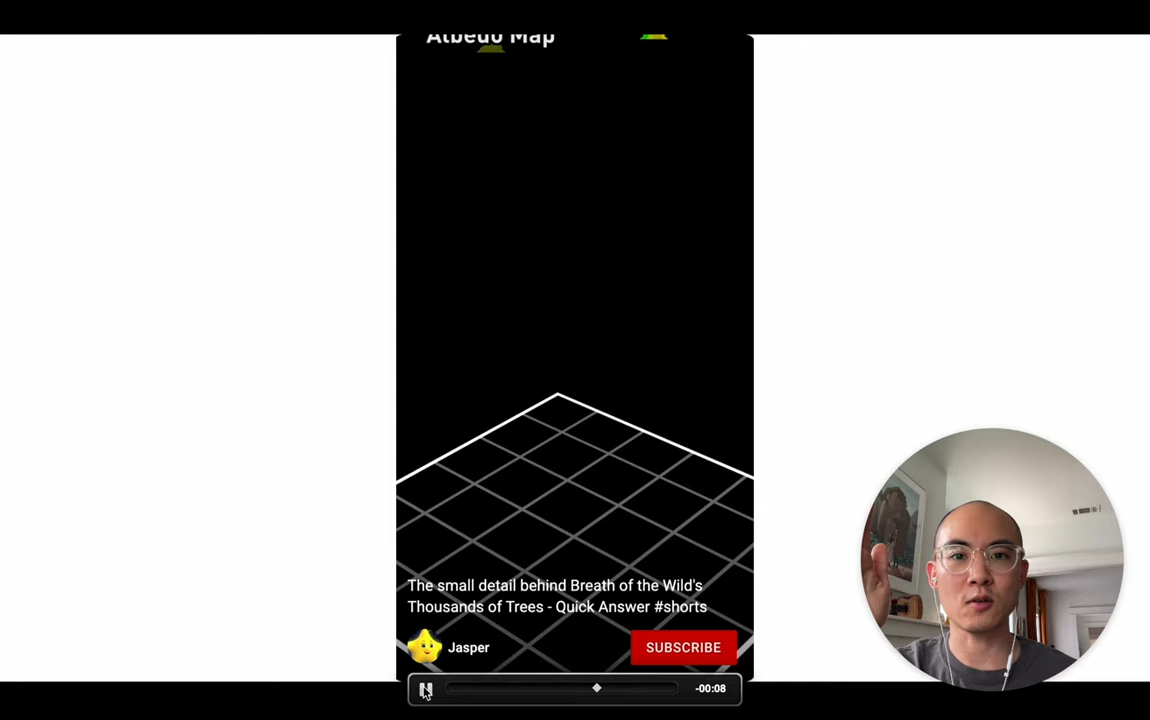 Albedo Map
The small detail behind Breath of the Wild's
Thousands of Trees - Quick Answer #shorts
Jasper
SUBSCRIBE
-00:08